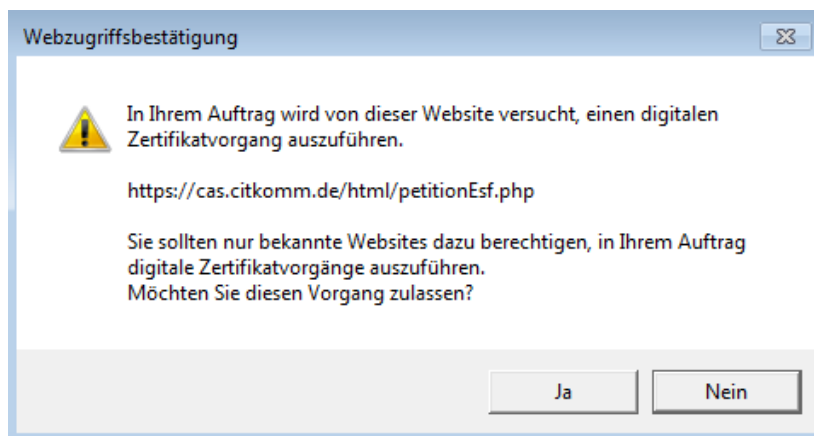 Webzugriffsbestätigung
In Ihrem Auftrag wird von dieser Website versucht, einen digitalen
Zertifikatvorgang auszuführen.
https://cas.citkomm.de/html/petitionEsf.php
Sie sollten nur bekannte Websites dazu berechtigen, in Ihrem Auftrag
digitale Zertifikatvorgänge auszuführen.
Möchten Sie diesen Vorgang zulassen?
Ja
Nein